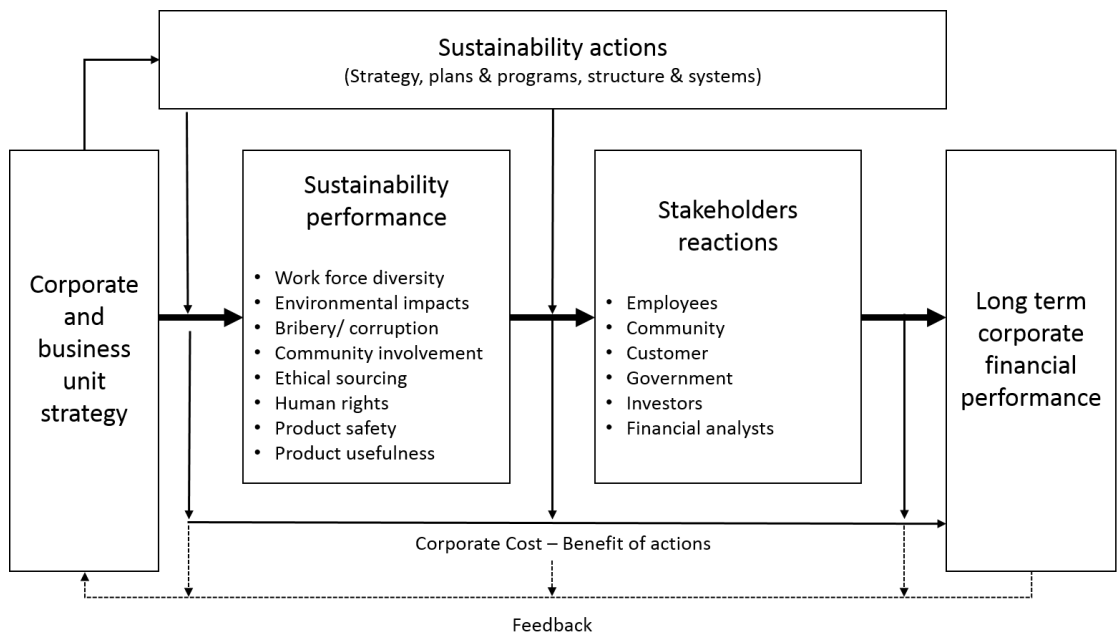 Sustainability actions
(Strategy, plans & programs, structure & systems)
Corporate
and
business
unit
strategy
Sustainability
performance
• Work force diversity
• Environmental impacts
• Bribery/ corruption
• Community involvement
• Ethical sourcing
• Human rights
• Product safety
• Product usefulness
Stakeholders
reactions
• Employees
• Community
• Customer
• Government
• Investors
• Financial analysts
Long term
corporate
financial
performance
Corporate Cost – Benefit of actions
Feedback